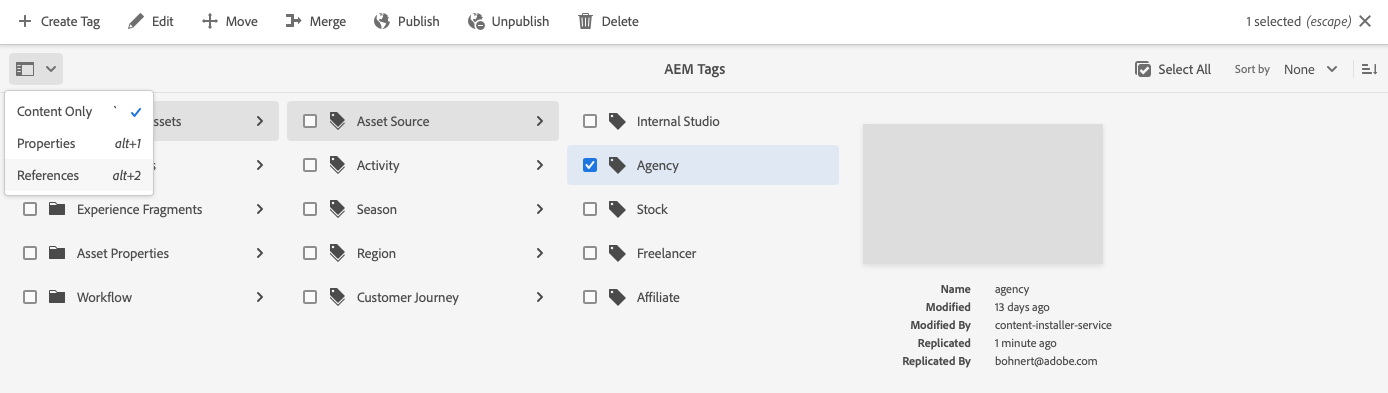 Create Tag Edit Move Merge Publish Unpublish Delete 1 selected (escape)
AEM Tags Select All Sort by None
Content Only `
Properties alt+1
References alt+2
ssets
s
Experience Fragments
Asset Properties
Workflow
Asset Source
Activity
Season
Region
Customer Journey
Internal Studio
Agency
Stock
Freelancer
Affiliate
Name agency
Modified 13 days ago
Modified By content-installer-service
Replicated 1 minute ago
Replicated By bohnert@adobe.com